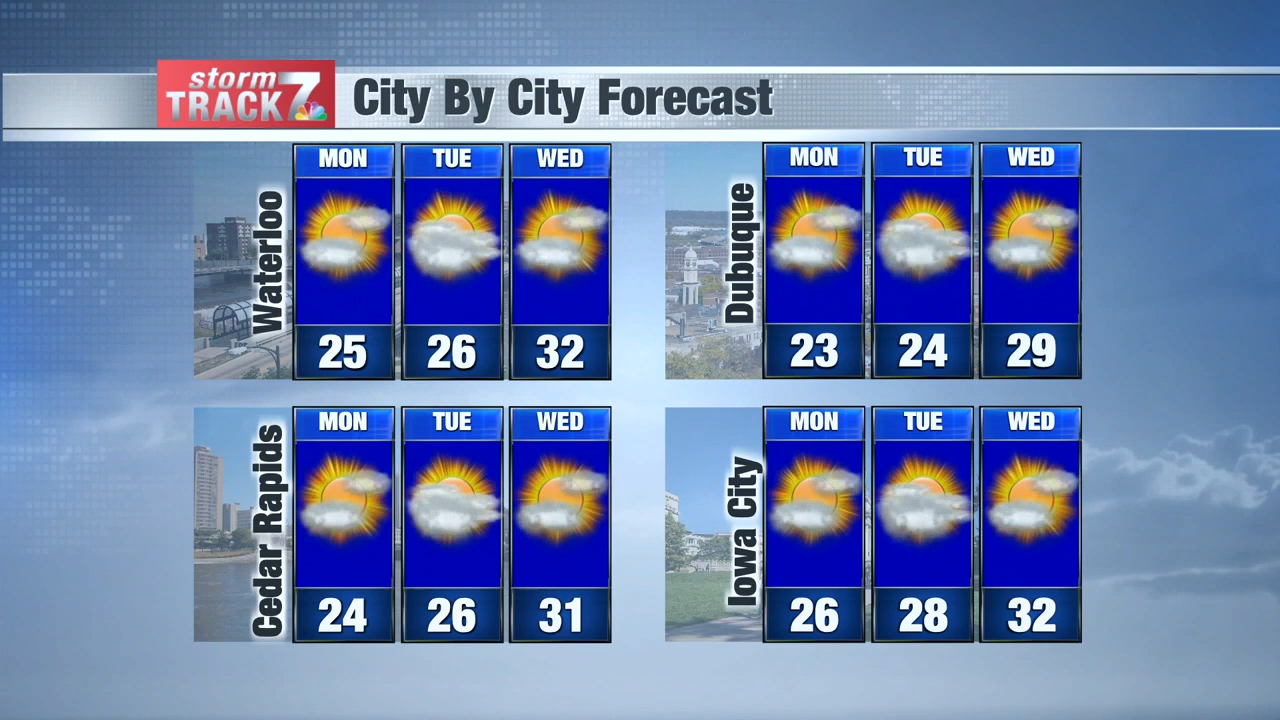 storm
TRACK 7
City By City Forecast
Waterloo
MON TUE WED
25 26 32
Dubuque
MON TUE WED
23 24 29
Cedar Rapids
MON TUE WED
24 26 31
Iowa City
MON TUE WED
26 28 32